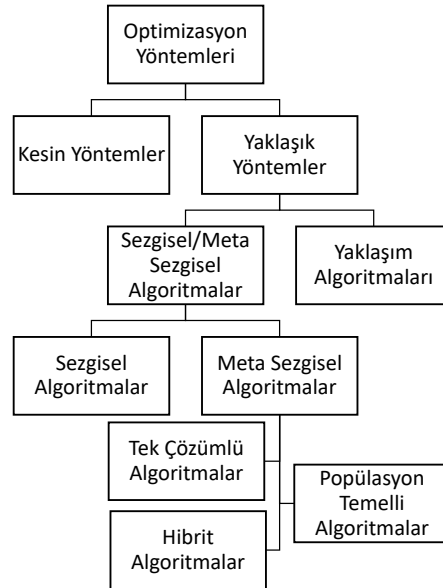 Optimizasyon
Yöntemleri
Kesin Yöntemler
Yaklaşık
Yöntemler
Sezgisel/Meta
Sezgisel
Algoritmalar
Yaklaşım
Algoritmaları
Sezgisel
Algoritmalar
Meta Sezgisel
Algoritmalar
Tek Çözümlü
Algoritmalar
Popülasyon
Temelli
Algoritmalar
Hibrit
Algoritmalar